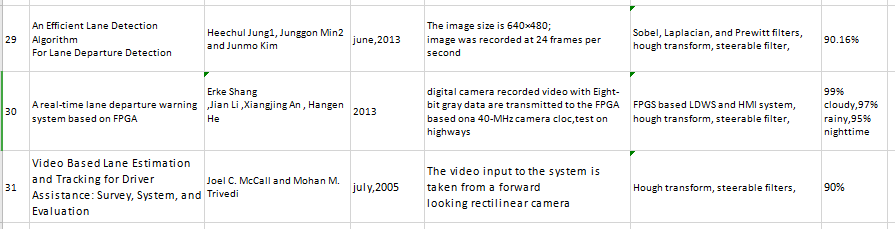 29
An Efficient Lane Detection
Algorithm
For Lane Departure Detection
Heechul Jung1, Junggon Min2
and Junmo Kim
june,2013
The image size is 640×480;
image was recorded at 24 frames per
second
Sobel, Laplacian, and Prewitt filters,
hough transform, steerable filter,
90.16%
30
A real-time lane departure warning
system based on FPGA
Erke Shang
,Jian Li ,Xiangjing An , Hangen
He
2013
digital camera recorded video with Eight-
bit gray data are transmitted to the FPGA
based ona 40-MHz camera cloc,test on
highways
FPGS based LDWS and HMI system,
hough transform, steerable filter,
99%
cloudy,97%
rainy,95%
nighttime
31
Video Based Lane Estimation
and Tracking for Driver
Assistance: Survey, System, and
Evaluation
Joel C. McCall and Mohan M.
Trivedi
july,2005
The video input to the system is
taken from a forward
looking rectilinear camera
Hough transform, steerable filters,
90%